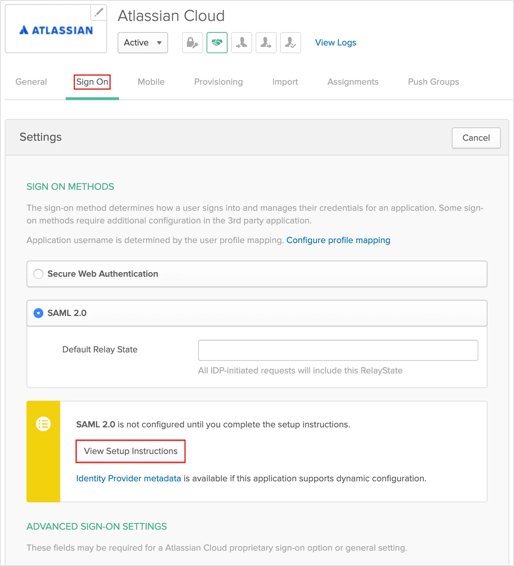 ATLASSIAN
Atlassian Cloud
Active
View Logs
General Sign On Mobile Provisioning Import Assignments Push Groups
Settings
Cancel
SIGN ON METHODS
The sign-on method determines how a user signs into and manages their credentials for an application. Some sign-
on methods require additional configuration in the 3rd party application.
Application username is determined by the user profile mapping. Configure profile mapping
Secure Web Authentication
SAML 2.0
Default Relay State
All IDP-initiated requests will include this RelayState
SAML 2.0 is not configured until you complete the setup instructions.
View Setup Instructions
Identity Provider metadata is available if this application supports dynamic configuration.
ADVANCED SIGN-ON SETTINGS
These fields may be required for a Atlassian Cloud proprietary sign-on option or general setting.